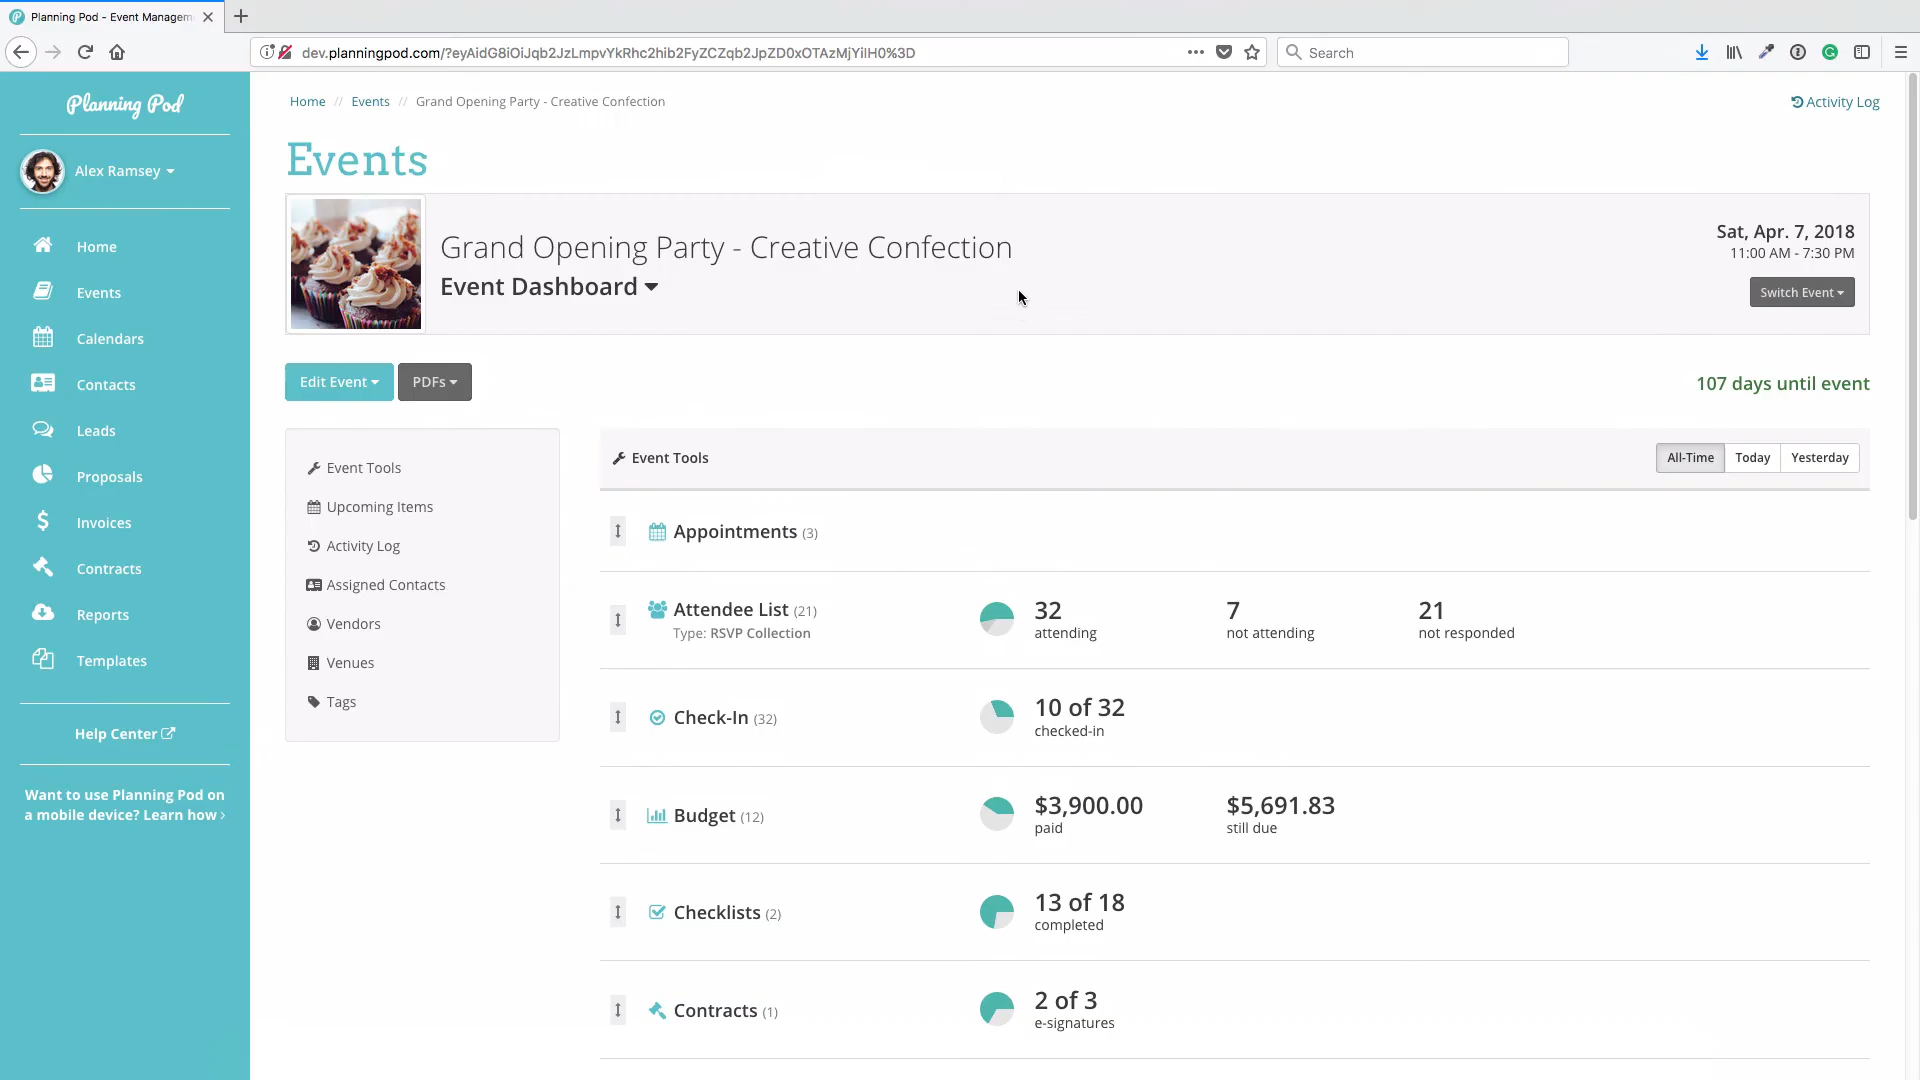 Planning Pod - Event Managem
dev.planningpod.com/?eyAidG8iOiJqb2JzLmpvYkRhc2hib2FyZCZqb2JpZD0xOTAzMjYiIH0%3D
Search
Planning Pod
Alex Ramsey
Home
Events
Calendars
Contacts
Leads
Proposals
Invoices
Contracts
Reports
Templates
Help Center
Want to use Planning Pod on
a mobile device? Learn how ›
Home // Events // Grand Opening Party - Creative Confection
Activity Log
Events
Grand Opening Party - Creative Confection
Event Dashboard
Sat, Apr. 7, 2018
11:00 AM - 7:30 PM
Switch Event
Edit Event
PDFs
107 days until event
Event Tools
Upcoming Items
Activity Log
Assigned Contacts
Vendors
Venues
Tags
Event Tools
All-Time Today Yesterday
Appointments (3)
Attendee List (21)
Type: RSVP Collection
32
attending
7
not attending
21
not responded
Check-In (32)
10 of 32
checked-in
Budget (12)
$3,900.00
paid
$5,691.83
still due
Checklists (2)
13 of 18
completed
Contracts (1)
2 of 3
e-signatures